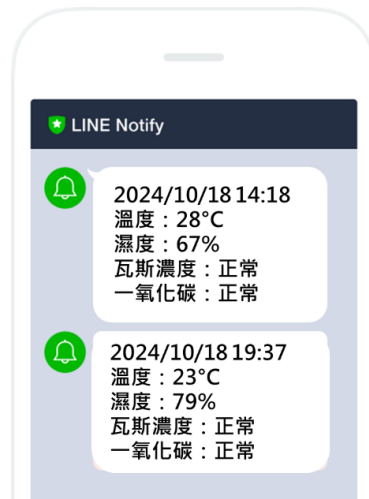 LINE Notify
2024/10/18 14:18
溫度：28°C
濕度：67%
瓦斯濃度：正常
一氧化碳：正常
2024/10/18 19:37
溫度：23°C
濕度：79%
瓦斯濃度：正常
一氧化碳：正常